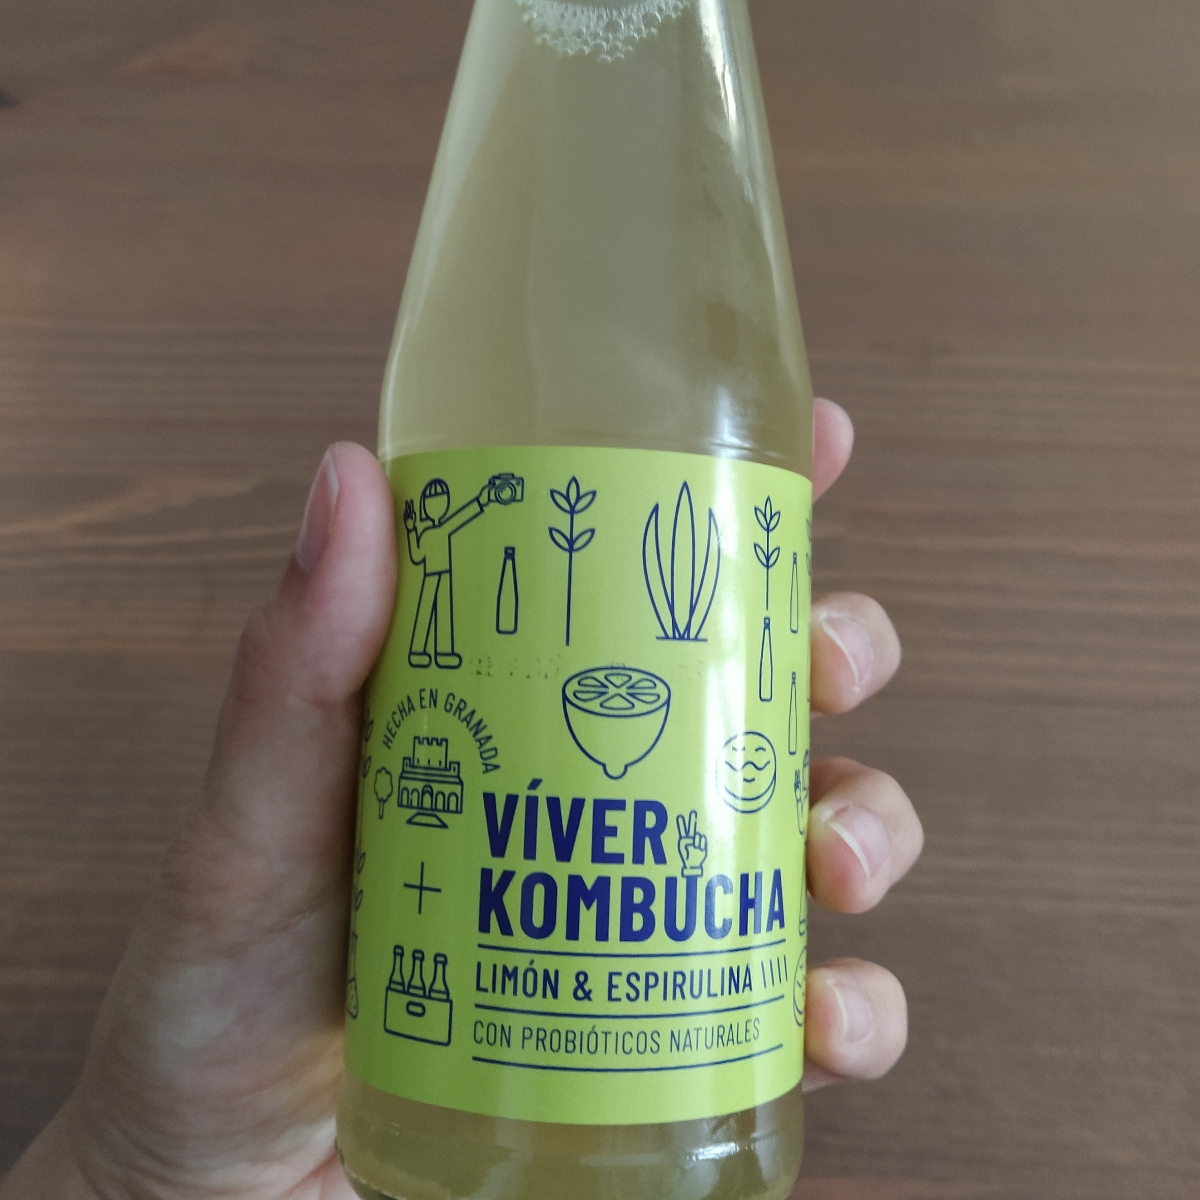 HECHA EN GRANADA
VÍVER
KOMBUCHA
LIMÓN & ESPIRULINA
CON PROBIÓTICOS NATURALES